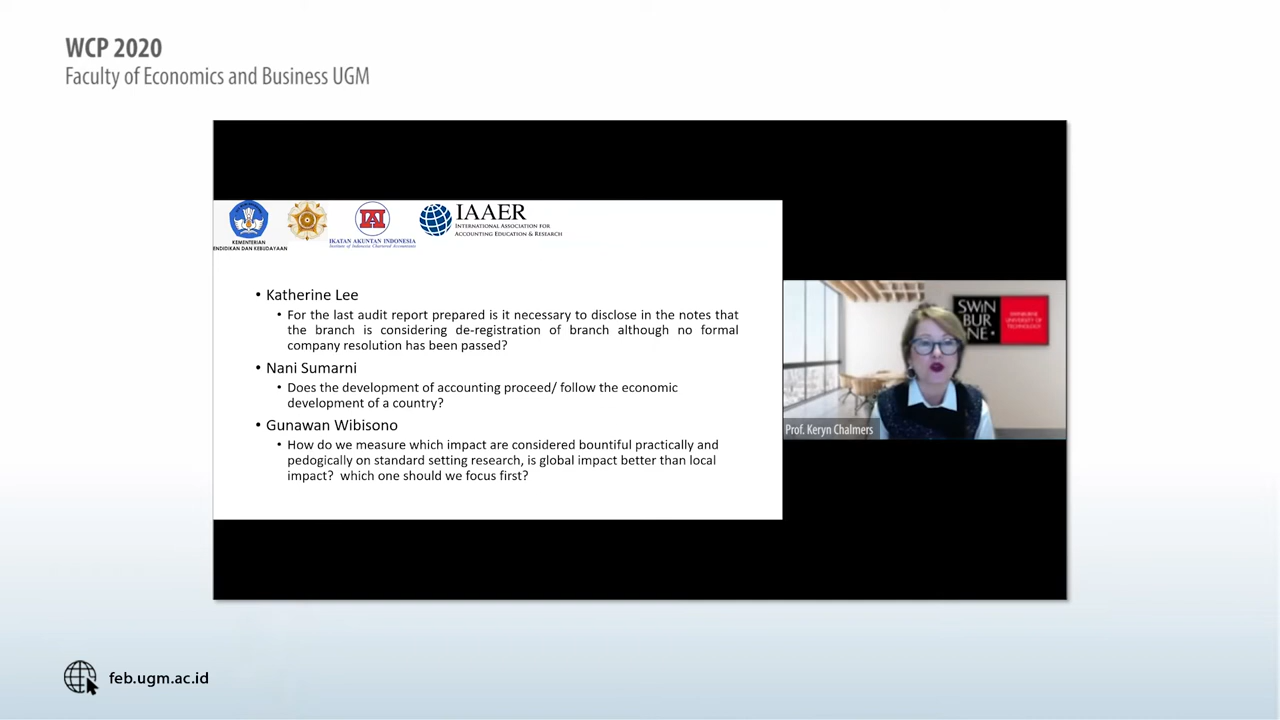 WCP 2020
Faculty of Economics and Business UGM
KEMENTERIAN
ENDIDIKAN DAN KEBUDAYAAN
IAI
IKATAN AKUNTAN INDONESIA
Institute of Indonesia Chartered Accountants
IAAER
INTERNATIONAL ASSOCIATION FOR
ACCOUNTING EDUCATION & RESEARCH
• Katherine Lee
• For the last audit report prepared is it necessary to disclose in the notes that
the branch is considering de-registration of branch although no formal
company resolution has been passed?
• Nani Sumarni
• Does the development of accounting proceed/ follow the economic
development of a country?
• Gunawan Wibisono
• How do we measure which impact are considered bountiful practically and
pedogically on standard setting research, is global impact better than local
impact?  which one should we focus first?
SWIN
BUR
NE
SWINBURNE
UNIVERSITY OF
TECHNOLOGY
Prof. Keryn Chalmers
feb.ugm.ac.id